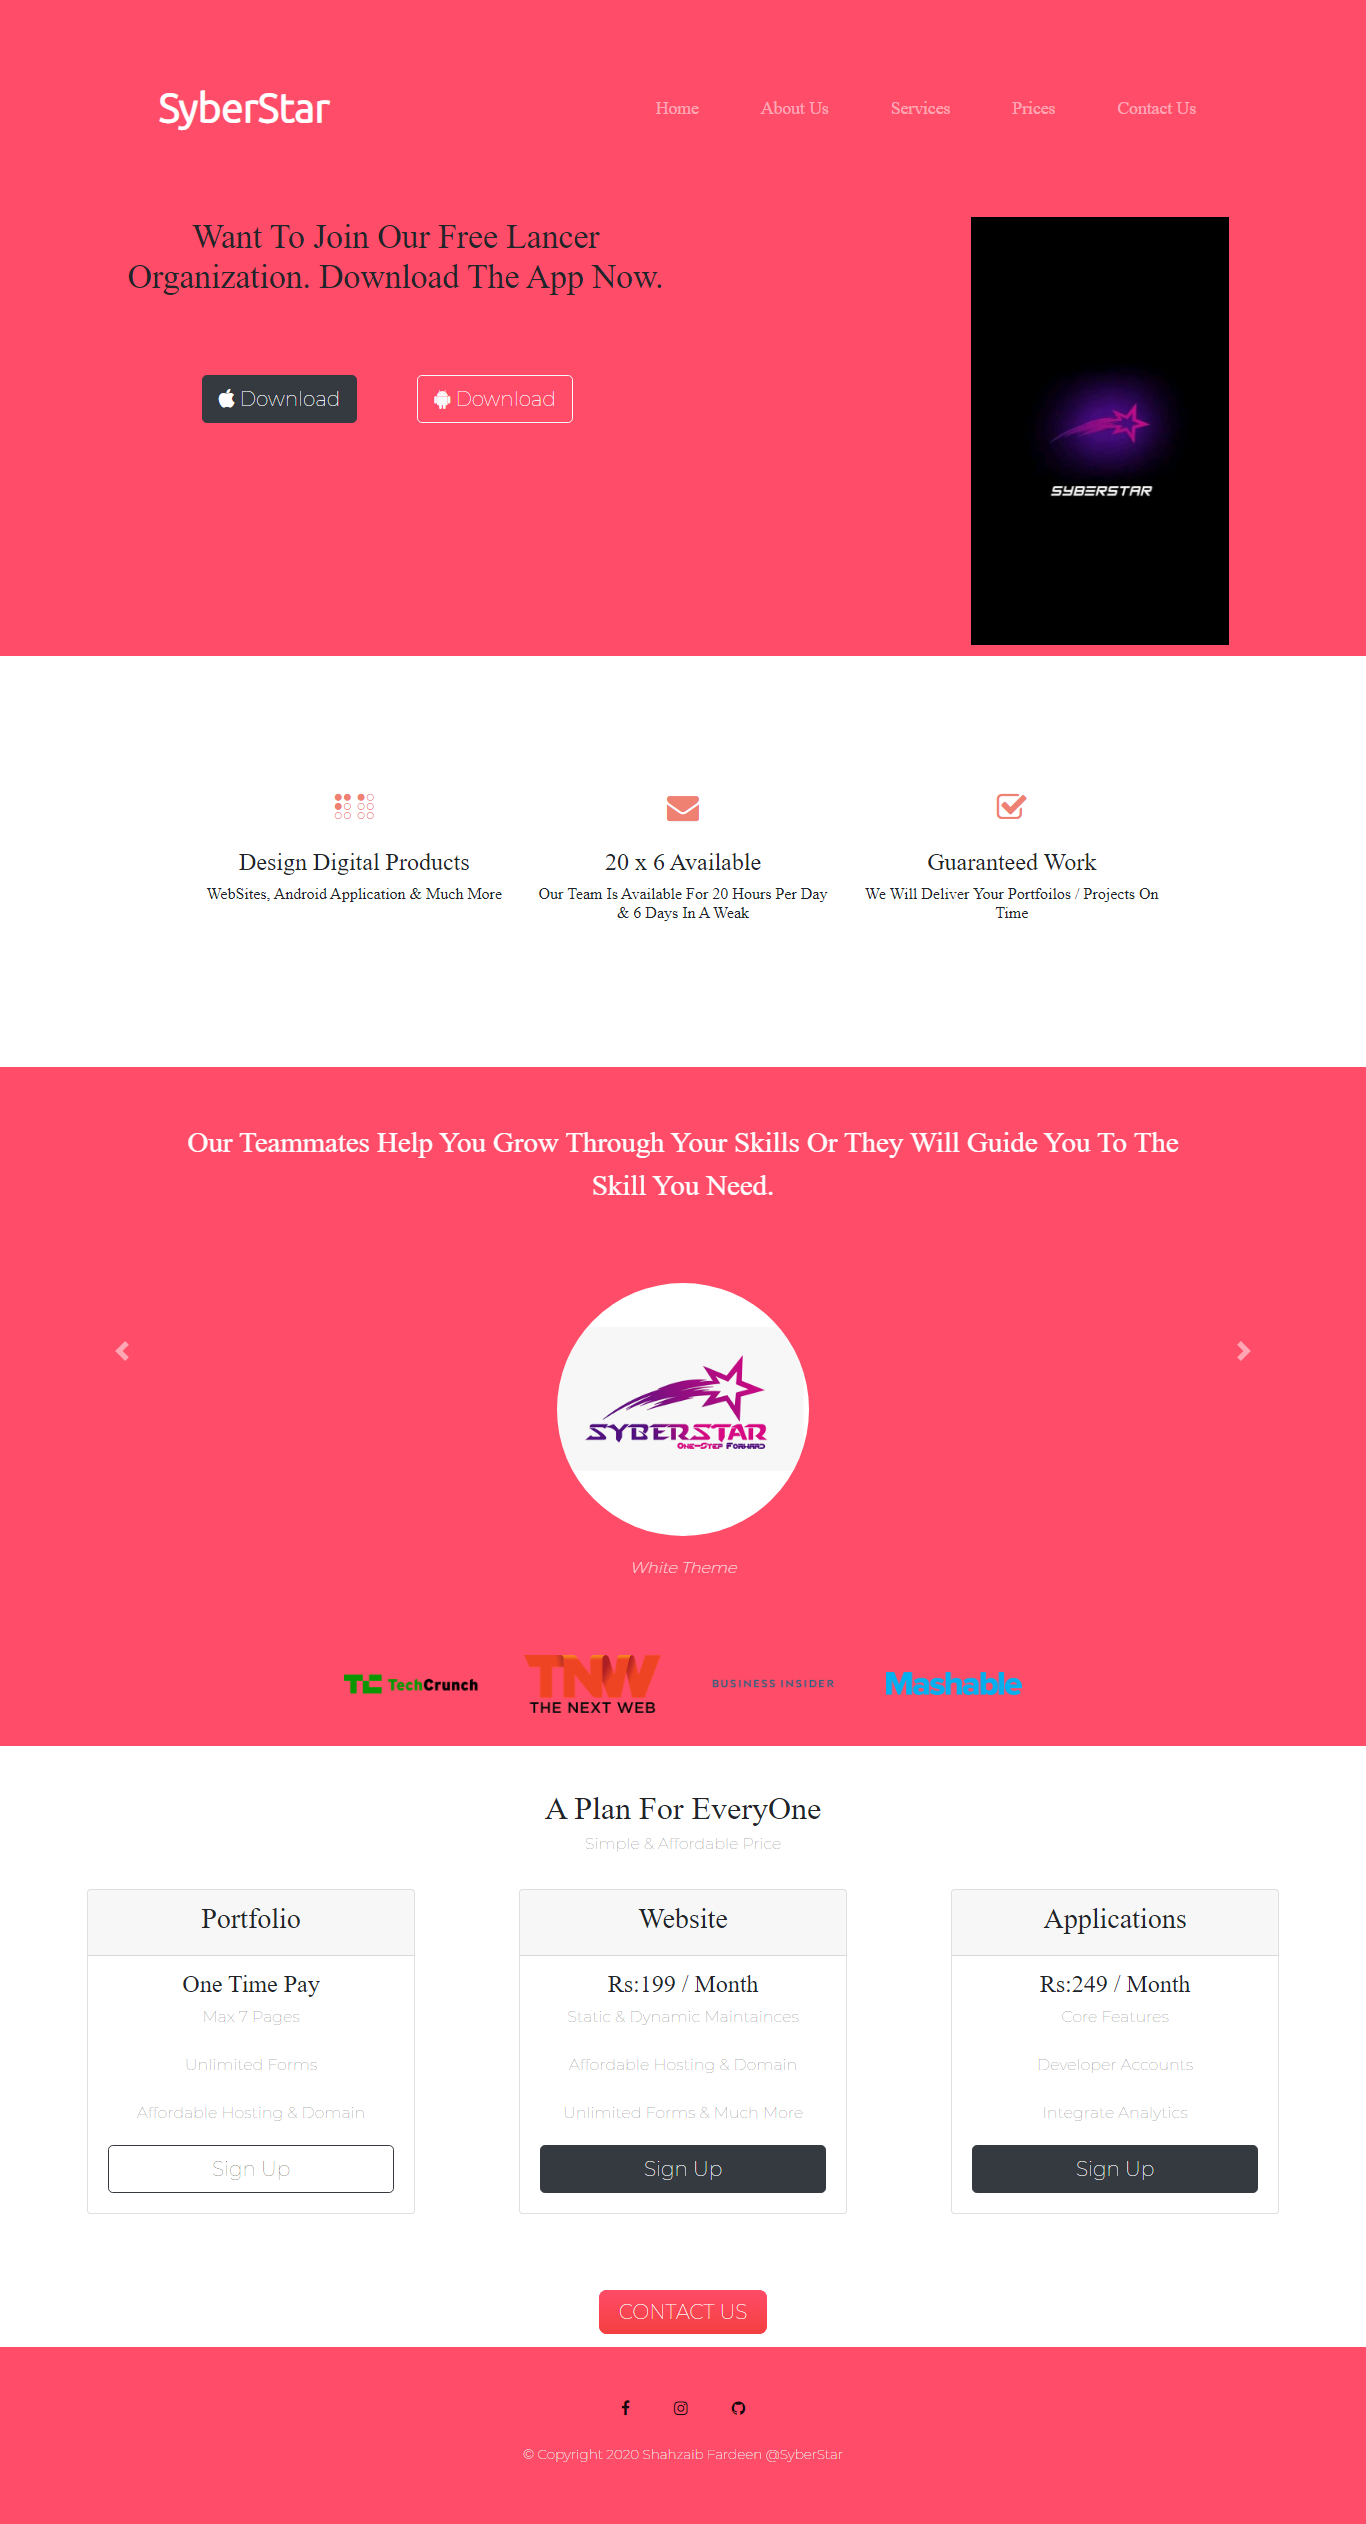 SyberStar
Home
About Us
Services
Prices
Contact Us
Want To Join Our Free Lancer
Organization. Download The App Now.
Download
Download
SYBERSTAR
Design Digital Products
WebSites, Android Application & Much More
20 x 6 Available
Our Team Is Available For 20 Hours Per Day
& 6 Days In A Weak
Guaranteed Work
We Will Deliver Your Portfoilos / Projects On
Time
Our Teammates Help You Grow Through Your Skills Or They Will Guide You To The
Skill You Need.
SYBERSTAR
One-Step Forward
White Theme
TC TechCrunch
TNW
THE NEXT WEB
BUSINESS INSIDER
Mashable
A Plan For EveryOne
Simple & Affordable Price
Portfolio
One Time Pay
Max 7 Pages
Unlimited Forms
Affordable Hosting & Domain
Sign Up
Website
Rs:199 / Month
Static & Dynamic Maintainces
Affordable Hosting & Domain
Unlimited Forms & Much More
Sign Up
Applications
Rs:249 / Month
Core Features
Developer Accounts
Integrate Analytics
Sign Up
CONTACT US
© Copyright 2020 Shahzaib Fardeen @SyberStar